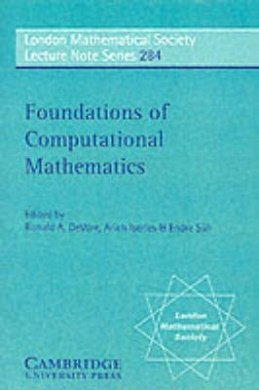 London Mathematical Society
Lecture Note Series 284
Foundations of
Computational
Mathematics
Edited by
Ronald A. DeVore, Arieh Iserles & Endre Süli
London
Mathematical
Society
CAMBRIDGE
UNIVERSITY PRESS